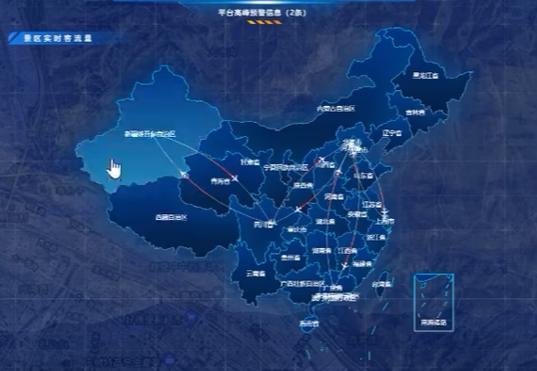 平台高峰预警信息（2条）
景区实时客流量
黑龙江省
内蒙古自治区
吉林省
新疆维吾尔自治区
辽宁省
甘肃省
宁夏回族自治区
山西省
山东省
青海省
陕西省
河南省
江苏省
西藏自治区
四川省
湖北省
安徽省
上海市
重庆市
浙江省
湖南省
江西省
贵州省
福建省
云南省
广西壮族自治区
广东省
台湾省
海南省
南海诸岛